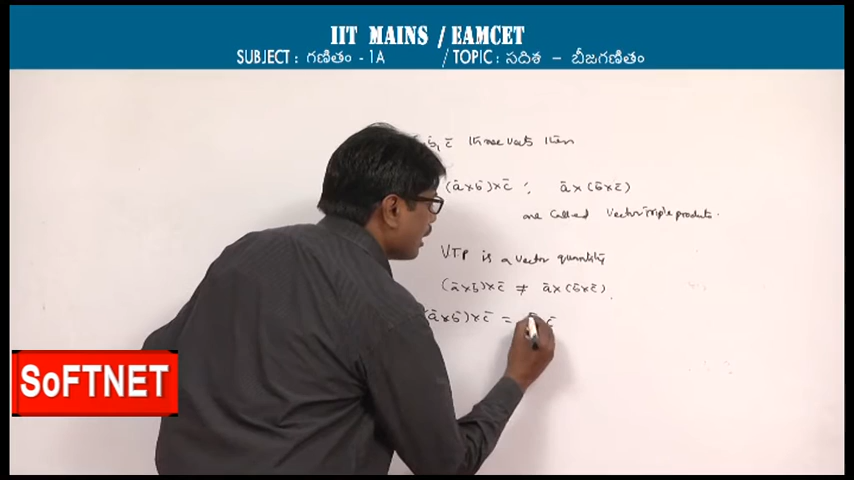 IIT MAINS / EAMCET
SUBJECT : గణితం - 1A / TOPIC : సదిశ – బీజగణితం
b̄, c̄ three vects then
(ā×b̄)×c̄ ; ā×(b̄×c̄)
are called vector triple products.
VTP is a vector quantity
(ā×b̄)×c̄ ≠ ā×(b̄×c̄).
(ā×b̄)×c̄ =
SoFTNET